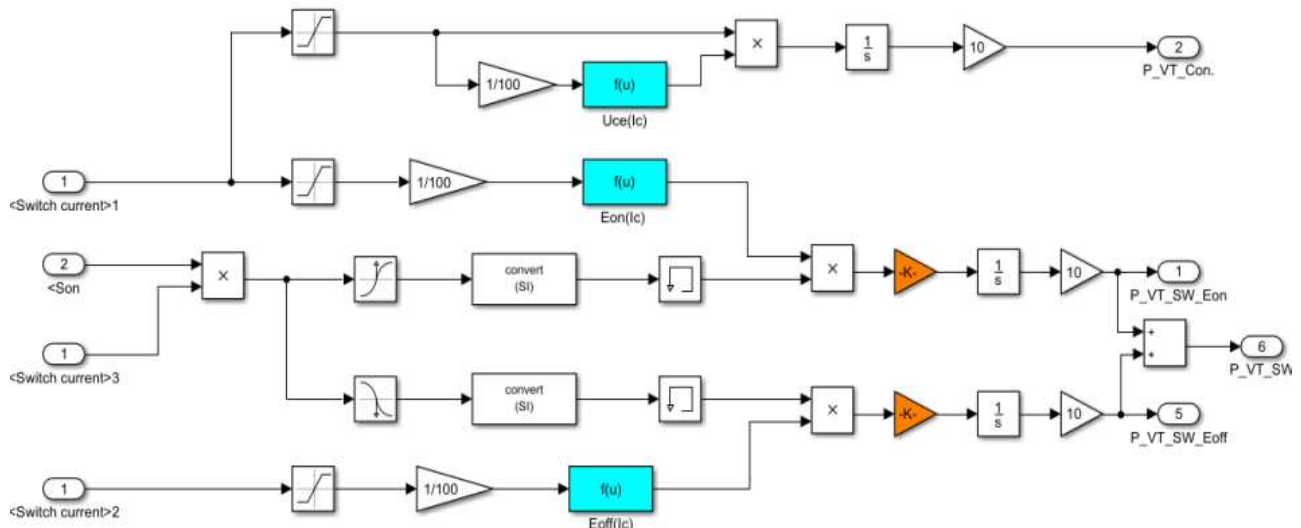 ×
1
s
10
2
P_VT_Con.
1/100
f(u)
Uce(Ic)
1
<Switch current>1
1/100
f(u)
Eon(Ic)
2
<Son
×
convert
(SI)
×
-K-
1
s
10
1
P_VT_SW_Eon
1
<Switch current>3
+
+
6
P_VT_SW
convert
(SI)
×
-K-
1
s
10
5
P_VT_SW_Eoff
1
<Switch current>2
1/100
f(u)
Eoff(Ic)